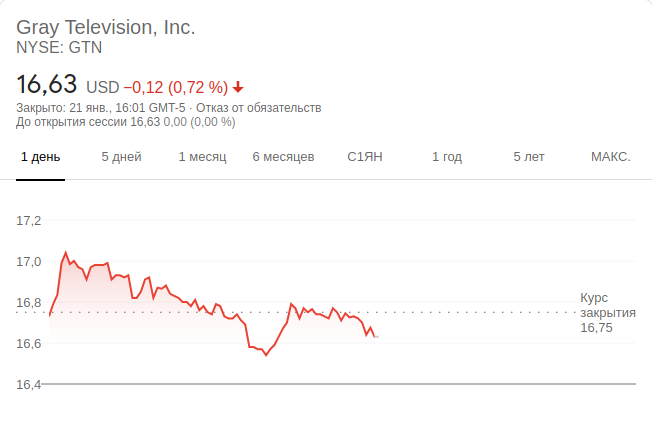 Gray Television, Inc.
NYSE: GTN
16,63 USD −0,12 (0,72 %)
Закрыто: 21 янв., 16:01 GMT-5 · Отказ от обязательств
До открытия сессии 16,63 0,00 (0,00 %)
1 день 5 дней 1 месяц 6 месяцев С1ЯН 1 год 5 лет МАКС.
17,2
17,0
16,8
16,6
16,4
Курс
закрытия
16,75